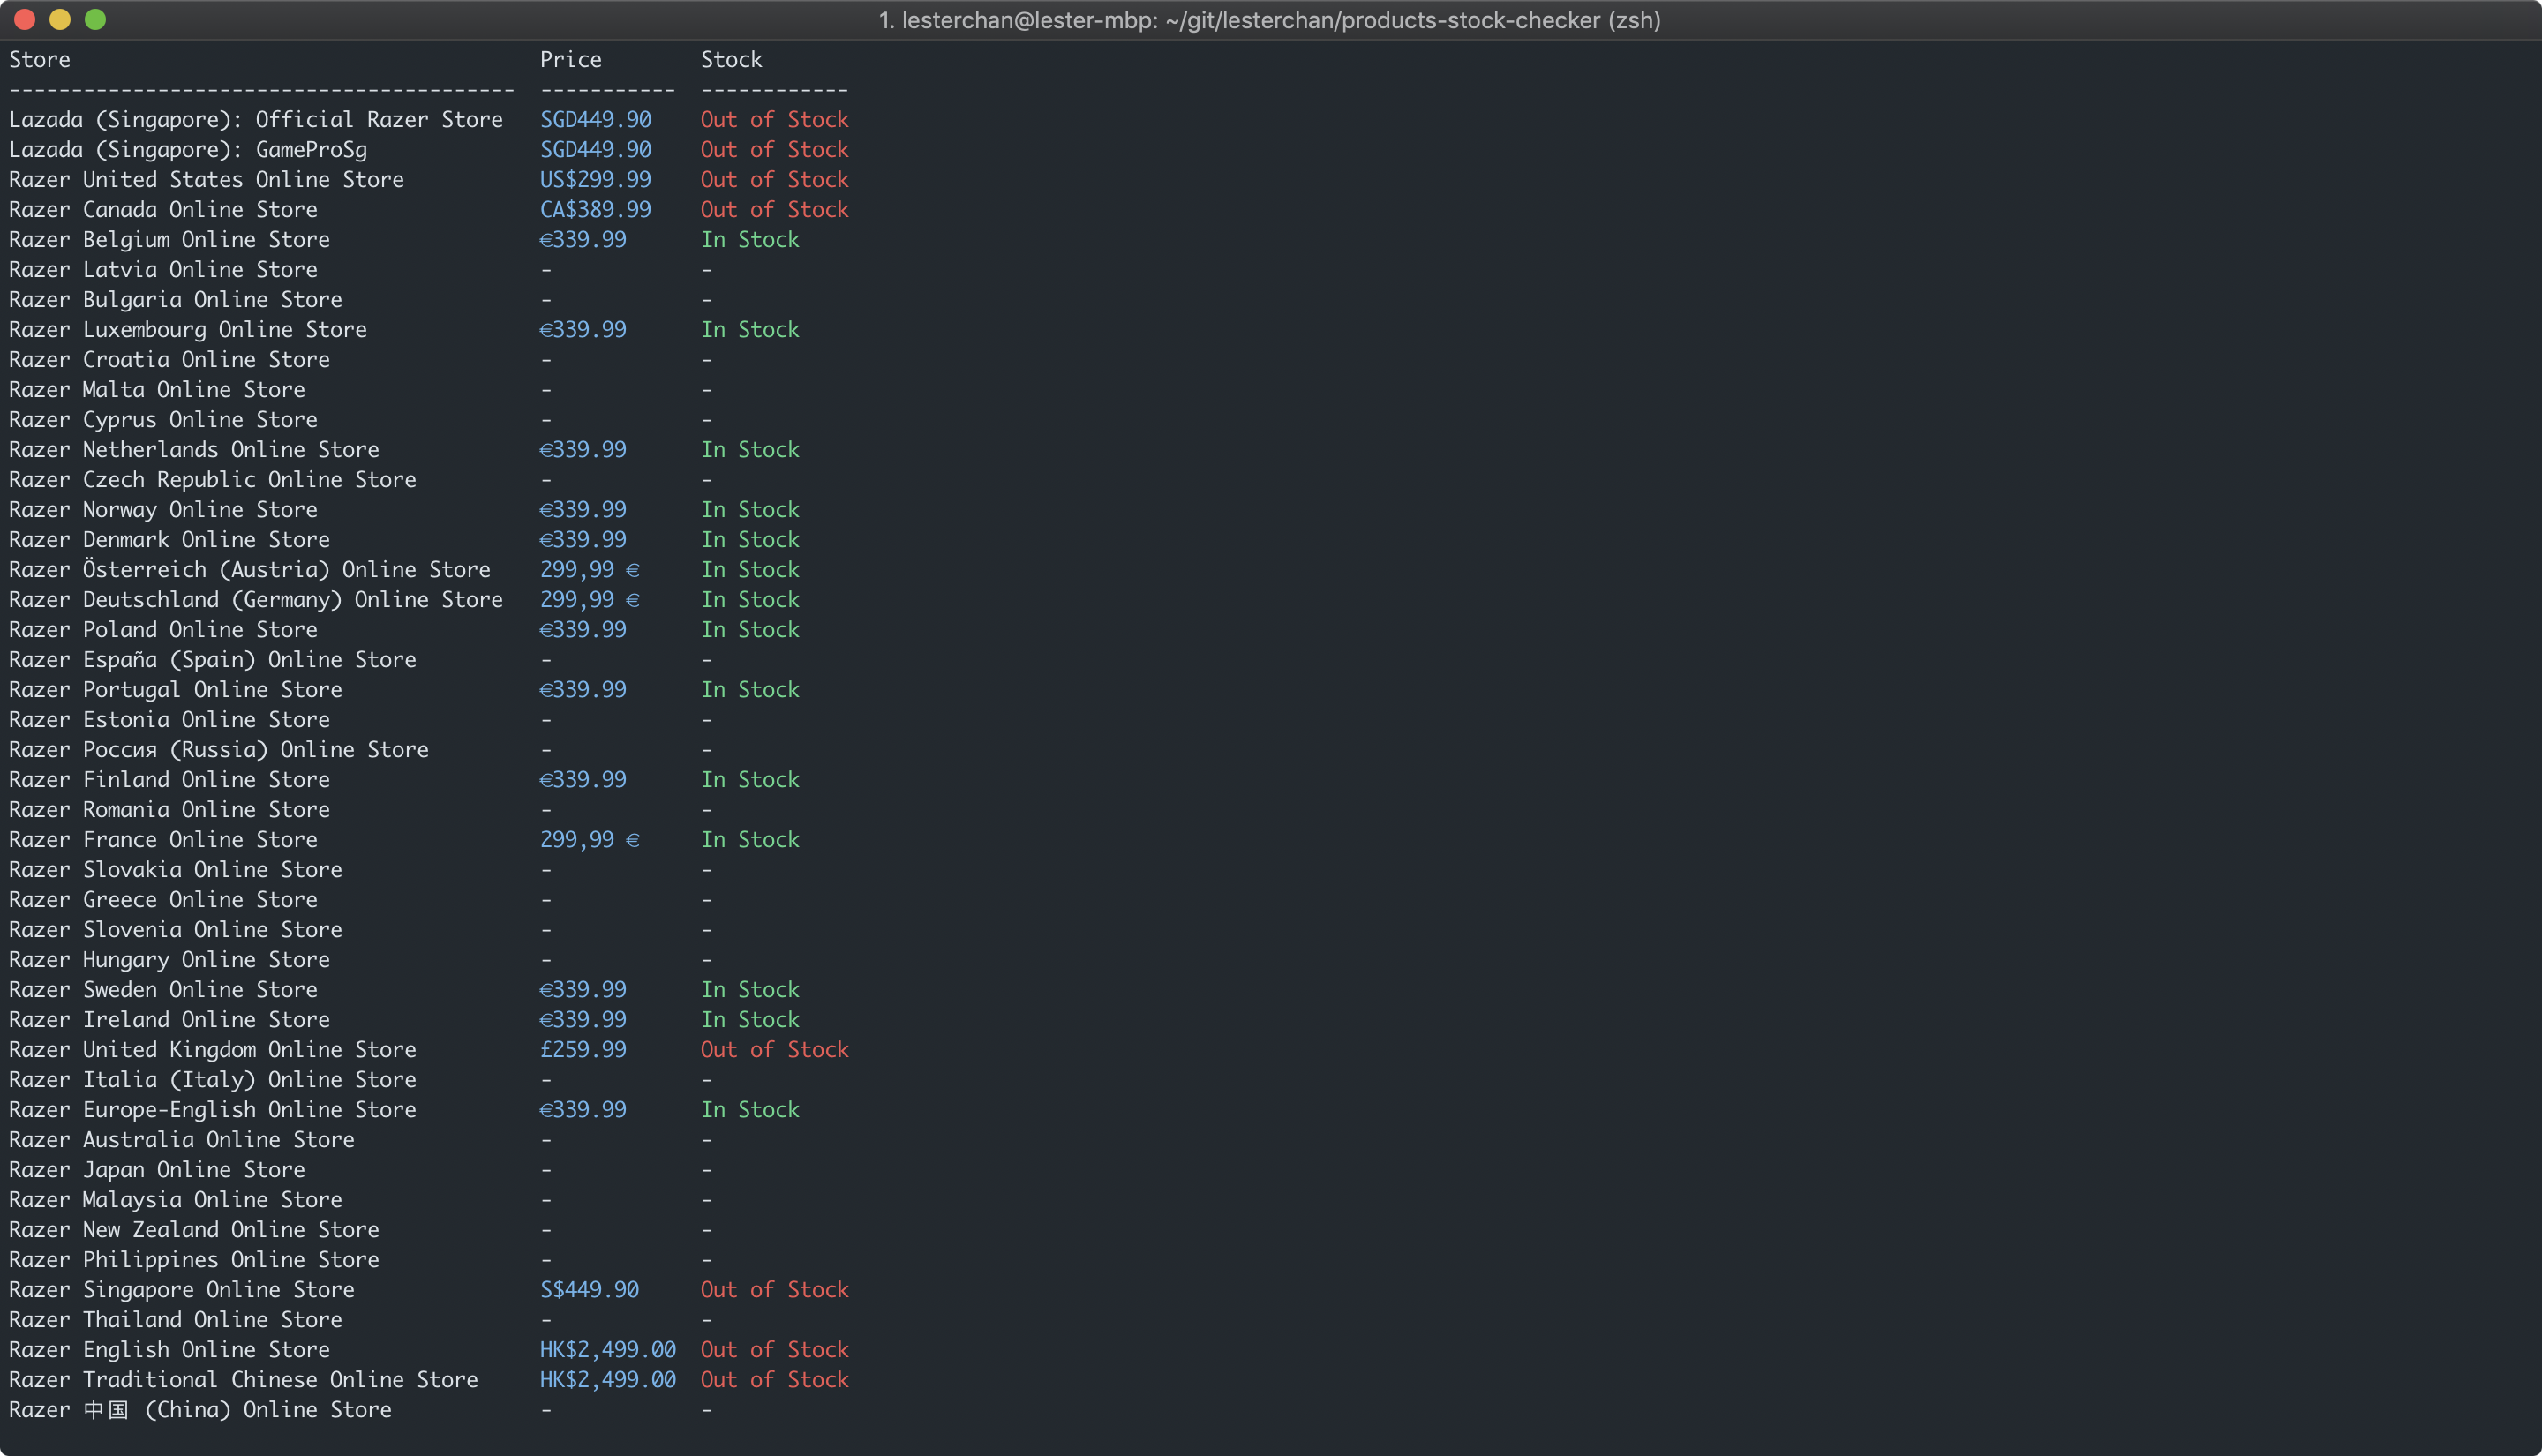 1. lesterchan@lester-mbp: ~/git/lesterchan/products-stock-checker (zsh)
Store Price Stock
----------------------------------------- ----------- ------------
Lazada (Singapore): Official Razer Store SGD449.90 Out of Stock
Lazada (Singapore): GameProSg SGD449.90 Out of Stock
Razer United States Online Store US$299.99 Out of Stock
Razer Canada Online Store CA$389.99 Out of Stock
Razer Belgium Online Store €339.99 In Stock
Razer Latvia Online Store - -
Razer Bulgaria Online Store - -
Razer Luxembourg Online Store €339.99 In Stock
Razer Croatia Online Store - -
Razer Malta Online Store - -
Razer Cyprus Online Store - -
Razer Netherlands Online Store €339.99 In Stock
Razer Czech Republic Online Store - -
Razer Norway Online Store €339.99 In Stock
Razer Denmark Online Store €339.99 In Stock
Razer Österreich (Austria) Online Store 299,99 € In Stock
Razer Deutschland (Germany) Online Store 299,99 € In Stock
Razer Poland Online Store €339.99 In Stock
Razer España (Spain) Online Store - -
Razer Portugal Online Store €339.99 In Stock
Razer Estonia Online Store - -
Razer Россия (Russia) Online Store - -
Razer Finland Online Store €339.99 In Stock
Razer Romania Online Store - -
Razer France Online Store 299,99 € In Stock
Razer Slovakia Online Store - -
Razer Greece Online Store - -
Razer Slovenia Online Store - -
Razer Hungary Online Store - -
Razer Sweden Online Store €339.99 In Stock
Razer Ireland Online Store €339.99 In Stock
Razer United Kingdom Online Store £259.99 Out of Stock
Razer Italia (Italy) Online Store - -
Razer Europe-English Online Store €339.99 In Stock
Razer Australia Online Store - -
Razer Japan Online Store - -
Razer Malaysia Online Store - -
Razer New Zealand Online Store - -
Razer Philippines Online Store - -
Razer Singapore Online Store S$449.90 Out of Stock
Razer Thailand Online Store - -
Razer English Online Store HK$2,499.00 Out of Stock
Razer Traditional Chinese Online Store HK$2,499.00 Out of Stock
Razer 中国 (China) Online Store - -